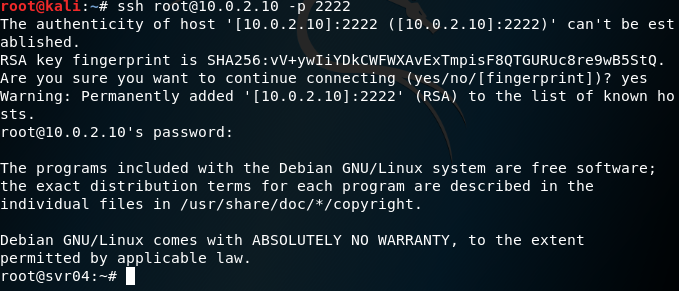 root@kali:~# ssh root@10.0.2.10 -p 2222
The authenticity of host '[10.0.2.10]:2222 ([10.0.2.10]:2222)' can't be est
ablished.
RSA key fingerprint is SHA256:vV+ywIiYDkCWFWXAvExTmpisF8QTGURUc8re9wB5StQ.
Are you sure you want to continue connecting (yes/no/[fingerprint])? yes
Warning: Permanently added '[10.0.2.10]:2222' (RSA) to the list of known ho
sts.
root@10.0.2.10's password:
The programs included with the Debian GNU/Linux system are free software;
the exact distribution terms for each program are described in the
individual files in /usr/share/doc/*/copyright.
Debian GNU/Linux comes with ABSOLUTELY NO WARRANTY, to the extent
permitted by applicable law.
root@svr04:~#